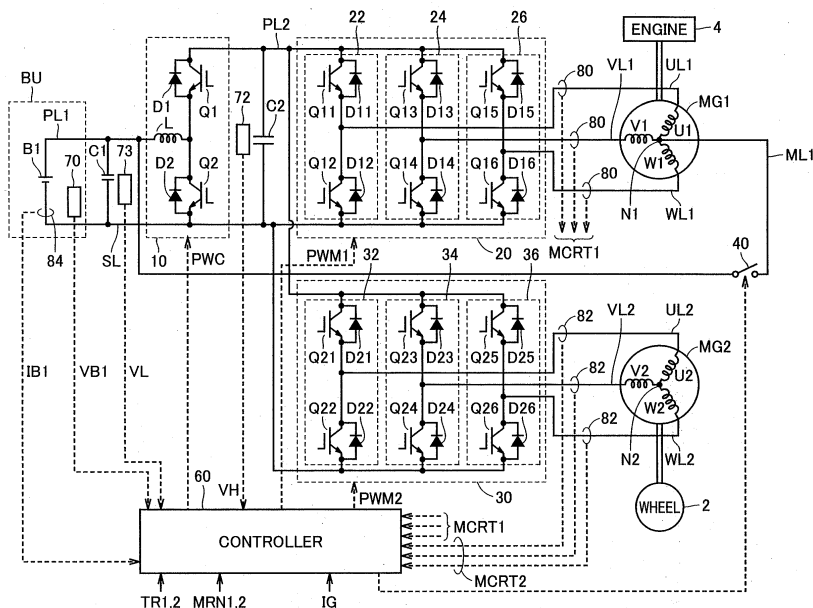 ENGINE
4
PL2
22
24
26
VL1
UL1
80
MG1
BU
PL1
D1
Q1
72
C2
Q11
D11
Q13
D13
Q15
D15
80
V1
U1
W1
B1
70
C1
73
L
D2
Q2
Q12
D12
Q14
D14
Q16
D16
80
N1
WL1
ML1
84
SL
10
PWC
PWM1
20
MCRT1
40
32
34
36
VL2
UL2
82
MG2
IB1
VB1
VL
Q21
D21
Q23
D23
Q25
D25
82
V2
U2
W2
Q22
D22
Q24
D24
Q26
D26
82
N2
WL2
60
VH
PWM2
30
WHEEL
2
CONTROLLER
MCRT1
MCRT2
TR1.2
MRN1.2
IG